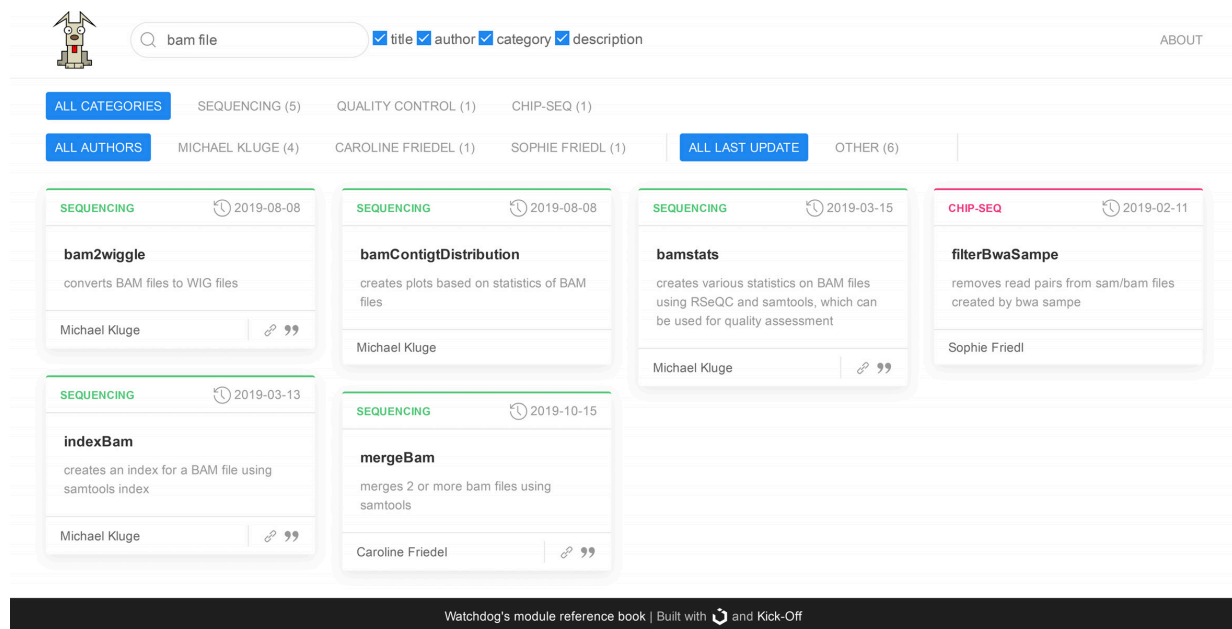 bam file
title author category description
ABOUT
ALL CATEGORIES SEQUENCING (5) QUALITY CONTROL (1) CHIP-SEQ (1)
ALL AUTHORS MICHAEL KLUGE (4) CAROLINE FRIEDEL (1) SOPHIE FRIEDL (1) ALL LAST UPDATE OTHER (6)
SEQUENCING 2019-08-08
bam2wiggle
converts BAM files to WIG files
Michael Kluge
SEQUENCING 2019-08-08
bamContigtDistribution
creates plots based on statistics of BAM
files
Michael Kluge
SEQUENCING 2019-03-15
bamstats
creates various statistics on BAM files
using RSeQC and samtools, which can
be used for quality assessment
Michael Kluge
CHIP-SEQ 2019-02-11
filterBwaSampe
removes read pairs from sam/bam files
created by bwa sampe
Sophie Friedl
SEQUENCING 2019-03-13
indexBam
creates an index for a BAM file using
samtools index
Michael Kluge
SEQUENCING 2019-10-15
mergeBam
merges 2 or more bam files using
samtools
Caroline Friedel
Watchdog's module reference book | Built with and Kick-Off